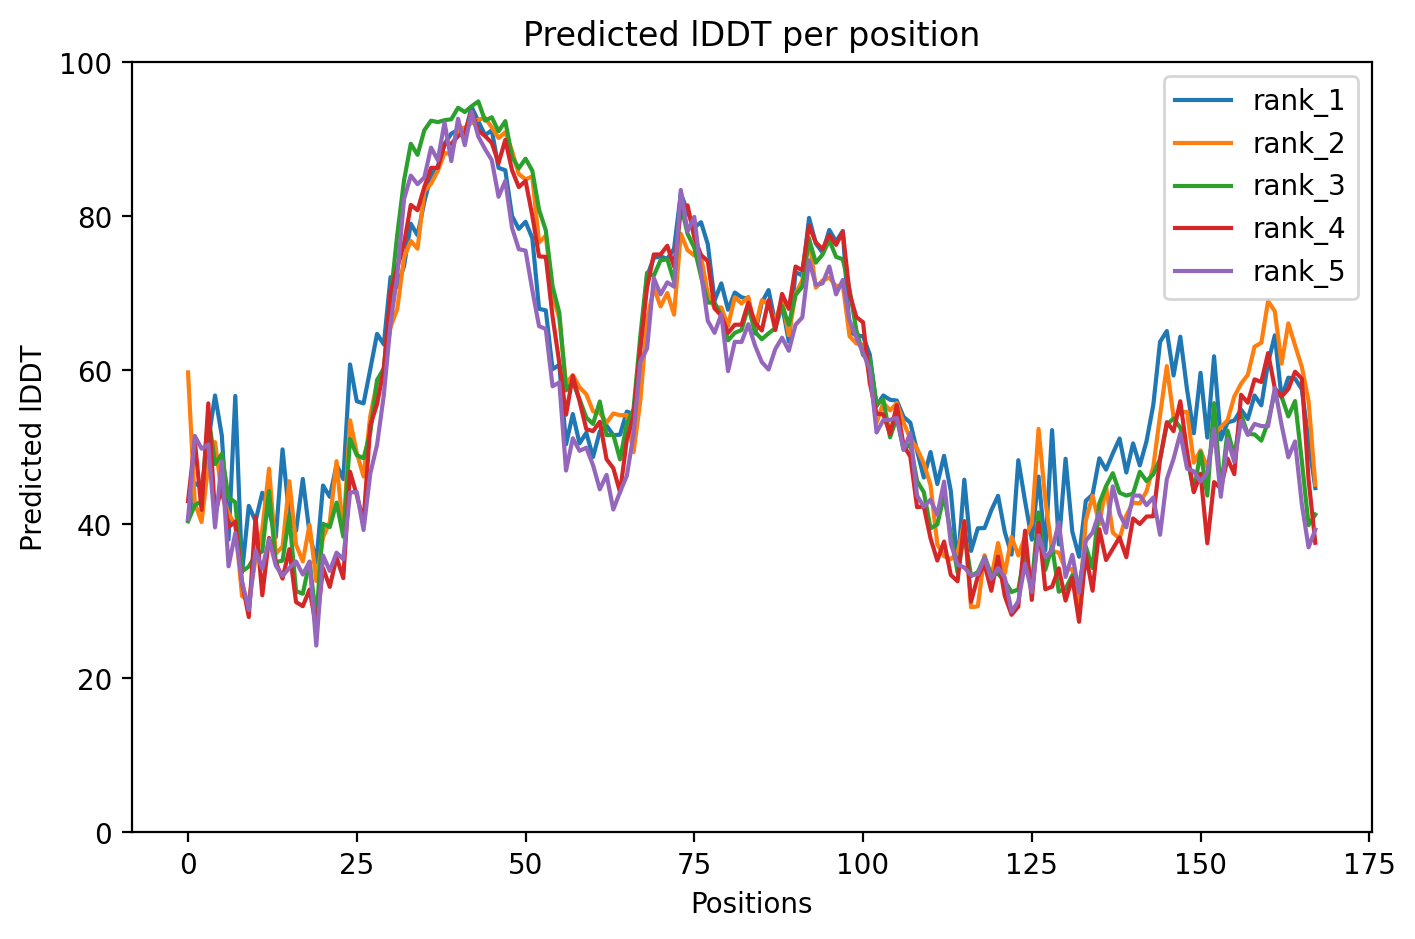 Predicted lDDT per position
100
80
60
40
20
0
Predicted lDDT
rank_1
rank_2
rank_3
rank_4
rank_5
0 25 50 75 100 125 150 175
Positions